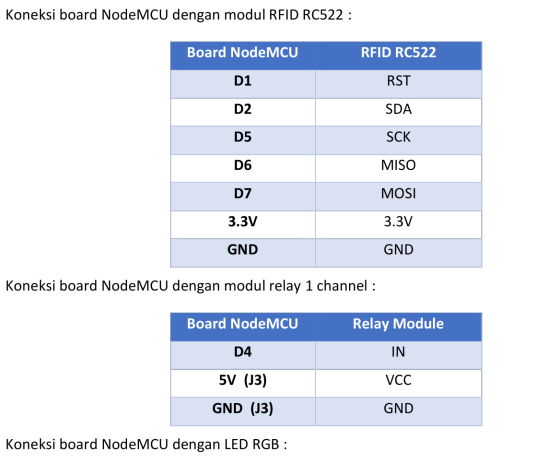 Koneksi board NodeMCU dengan modul RFID RC522 :
Board NodeMCU RFID RC522
D1 RST
D2 SDA
D5 SCK
D6 MISO
D7 MOSI
3.3V 3.3V
GND GND
Koneksi board NodeMCU dengan modul relay 1 channel :
Board NodeMCU Relay Module
D4 IN
5V (J3) VCC
GND (J3) GND
Koneksi board NodeMCU dengan LED RGB :